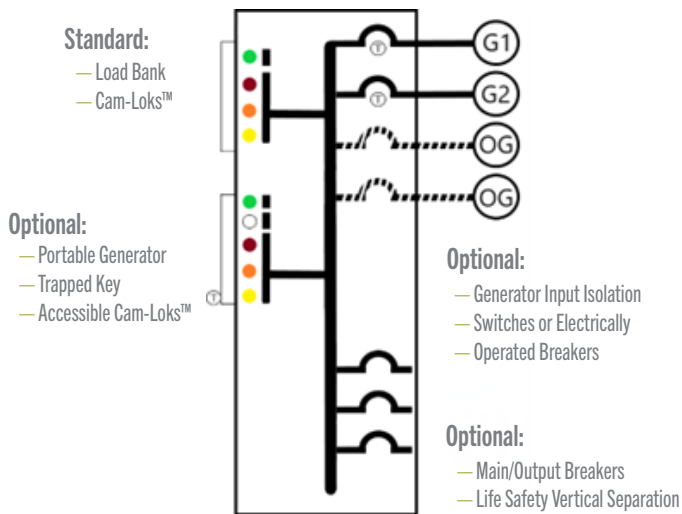 Standard:
— Load Bank
— Cam-Loks™
Optional:
— Portable Generator
— Trapped Key
— Accessible Cam-Loks™
T
T
G1
T
G2
OG
OG
Optional:
— Generator Input Isolation
— Switches or Electrically
— Operated Breakers
Optional:
— Main/Output Breakers
— Life Safety Vertical Separation